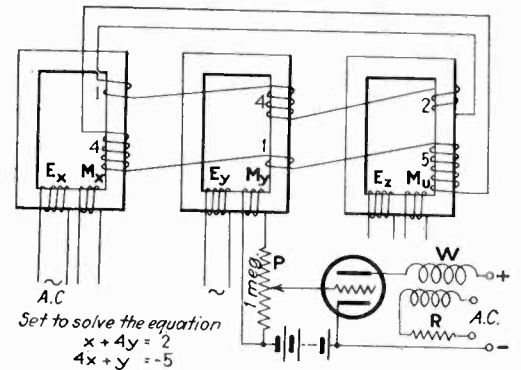 1 4 2
4 1 5
Ex Mx Ey My Ez Mu
~ ~
A.C
P
1 meg.
W
+
A.C.
R
-
Set to solve the equation
x + 4y = 2
4x + y = -5